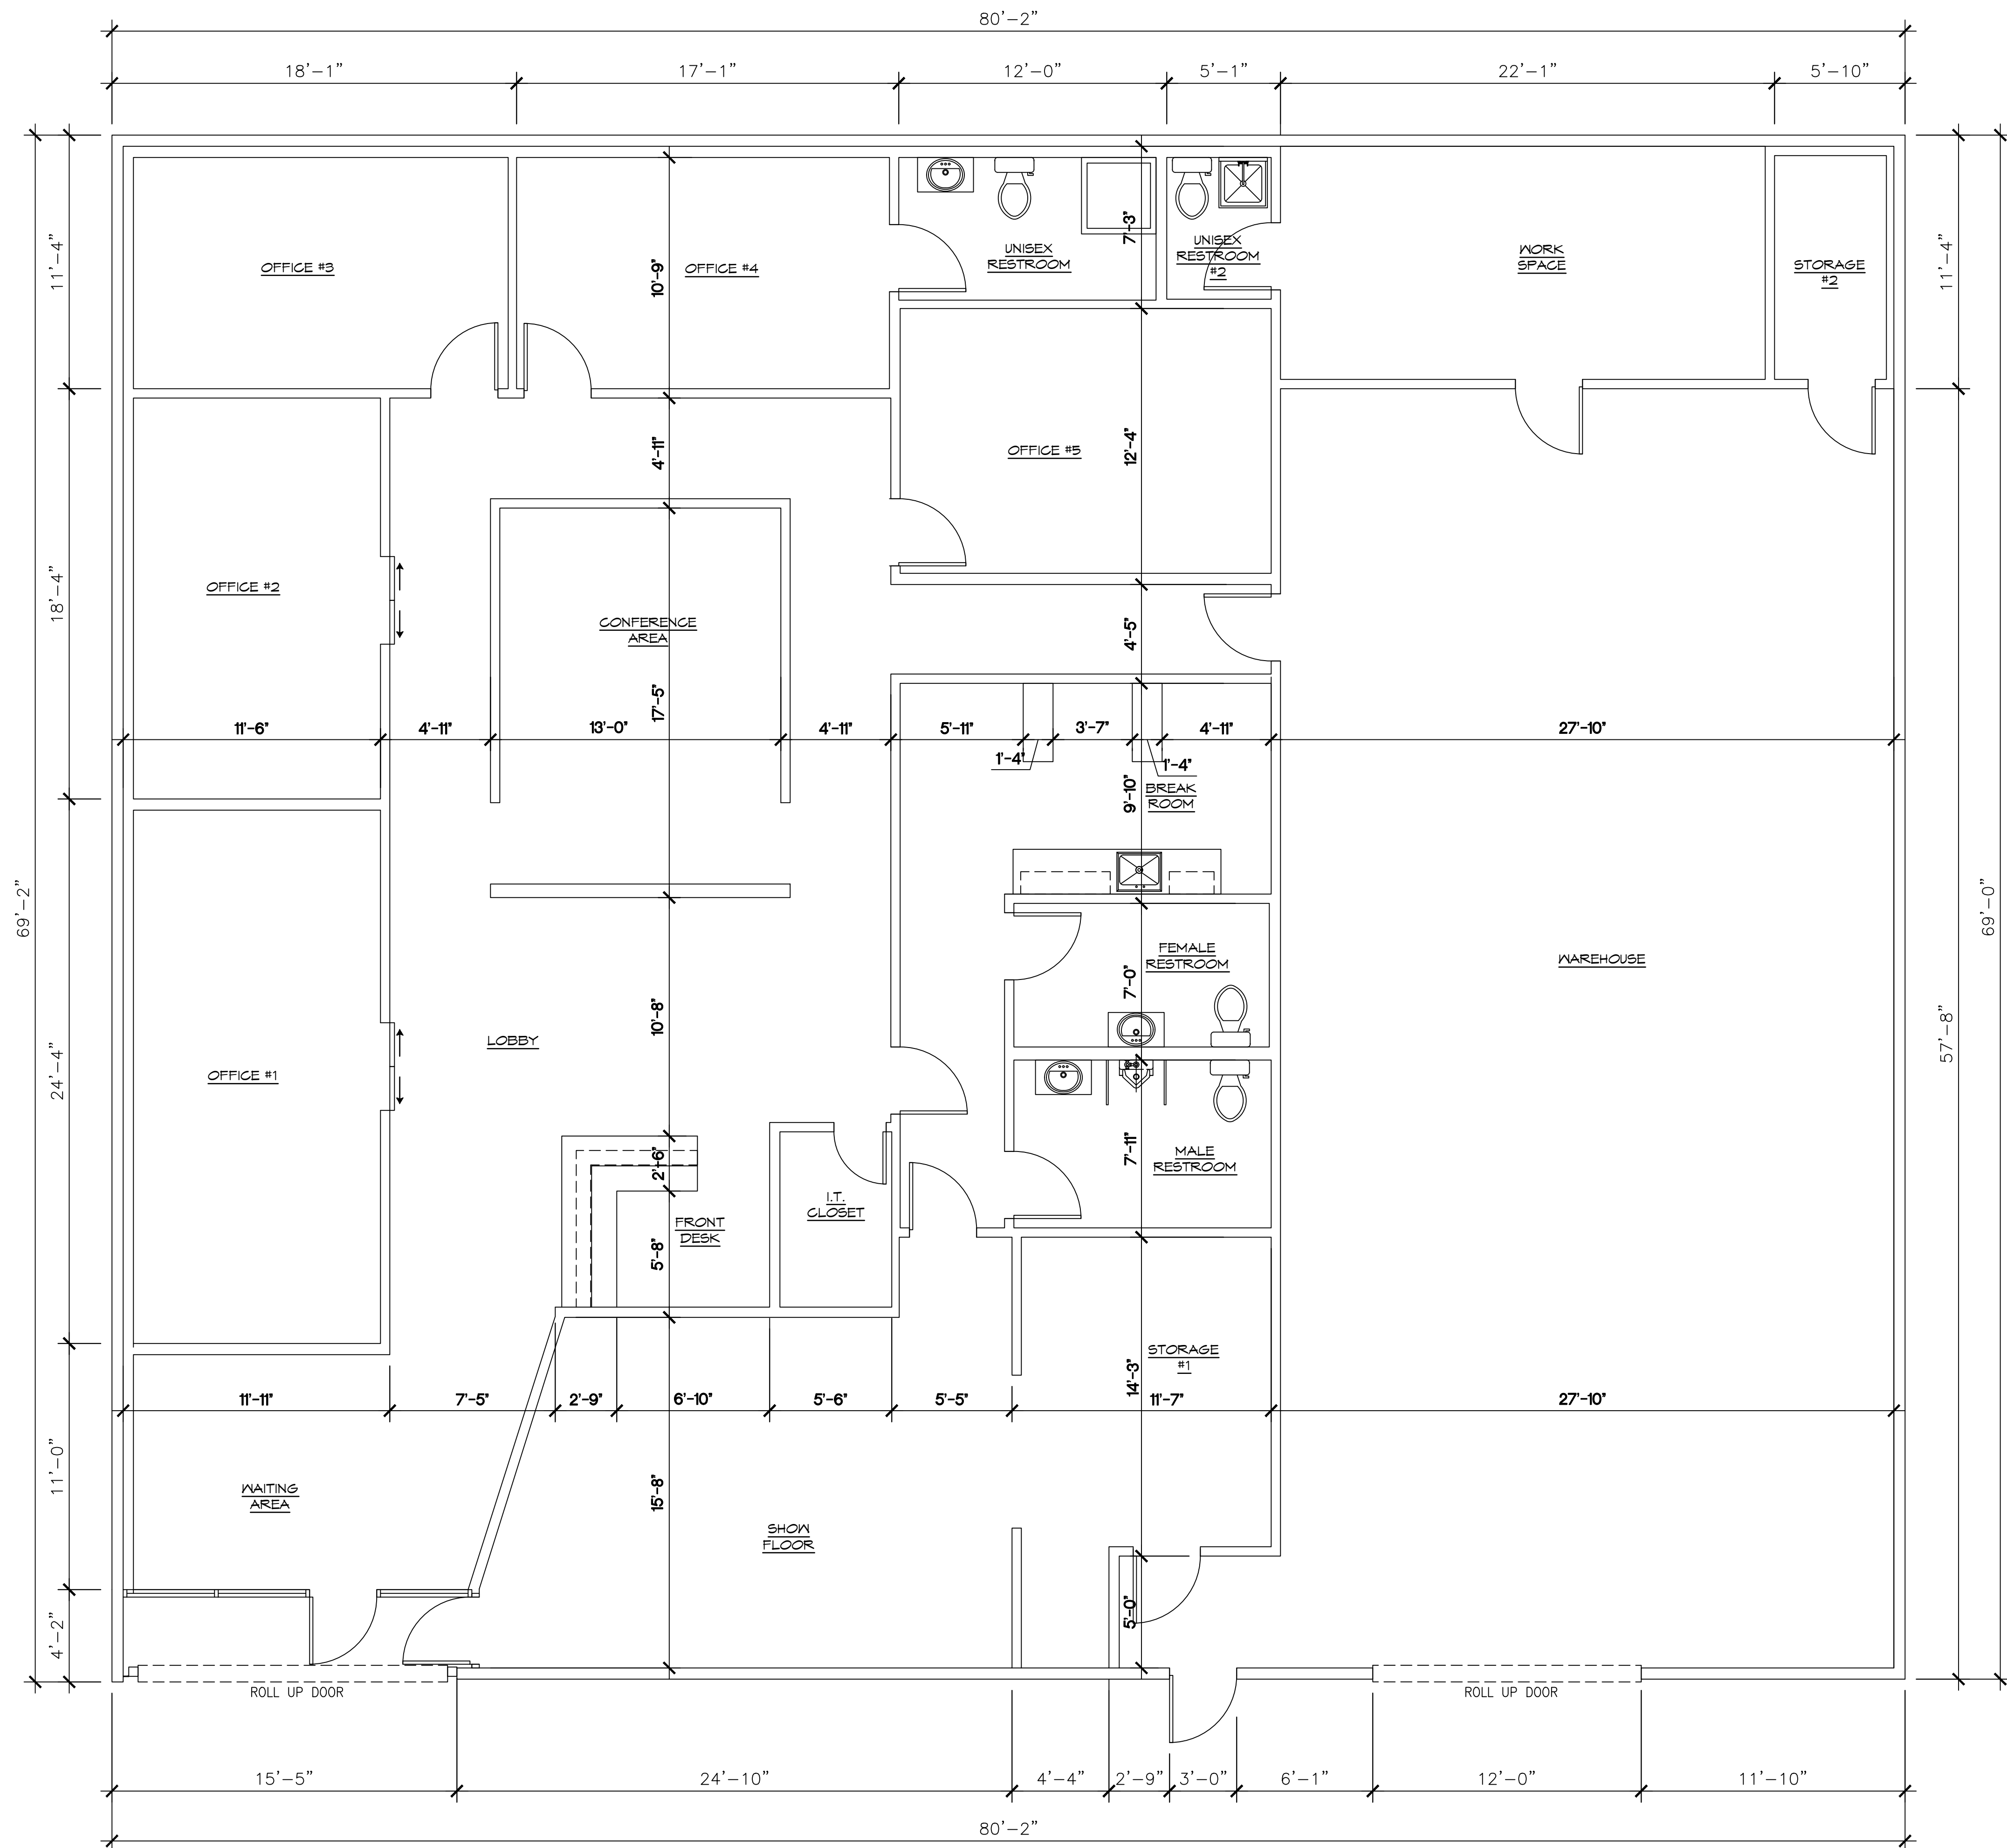 80'-2"
18'-1"
17'-1"
12'-0"
5'-1"
22'-1"
5'-10"
69'-2"
11'-4"
18'-4"
24'-4"
11'-0"
4'-2"
11'-4"
57'-8"
69'-0"
OFFICE #3
OFFICE #4
10'-9"
UNISEX
RESTROOM
7'-3"
UNISEX
RESTROOM
#2
WORK
SPACE
STORAGE
#2
4'-11"
OFFICE #5
12'-4"
OFFICE #2
CONFERENCE
AREA
4'-5"
17'-5"
11'-6"
4'-11"
13'-0"
4'-11"
5'-11"
3'-7"
4'-11"
27'-10"
1'-4"
1'-4"
9'-10"
BREAK
ROOM
FEMALE
RESTROOM
7'-0"
WAREHOUSE
10'-8"
LOBBY
OFFICE #1
7'-11"
MALE
RESTROOM
2'-6"
I.T.
CLOSET
FRONT
DESK
5'-8"
STORAGE
#1
14'-3"
11'-11"
7'-5"
2'-9"
6'-10"
5'-6"
5'-5"
11'-7"
27'-10"
WAITING
AREA
15'-8"
SHOW
FLOOR
5'-0"
ROLL UP DOOR
ROLL UP DOOR
15'-5"
24'-10"
4'-4"
2'-9"
3'-0"
6'-1"
12'-0"
11'-10"
80'-2"